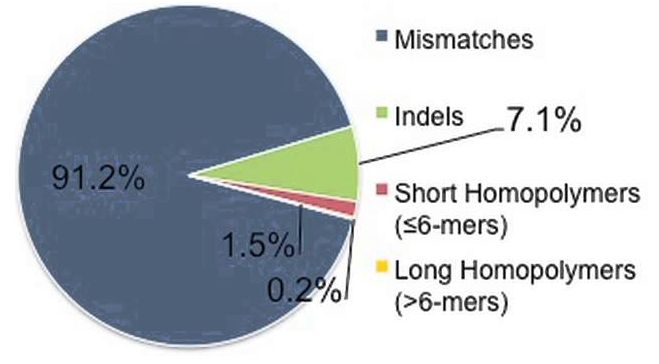 Mismatches
Indels
7.1%
91.2%
Short Homopolymers
(≤6-mers)
1.5%
Long Homopolymers
(>6-mers)
0.2%